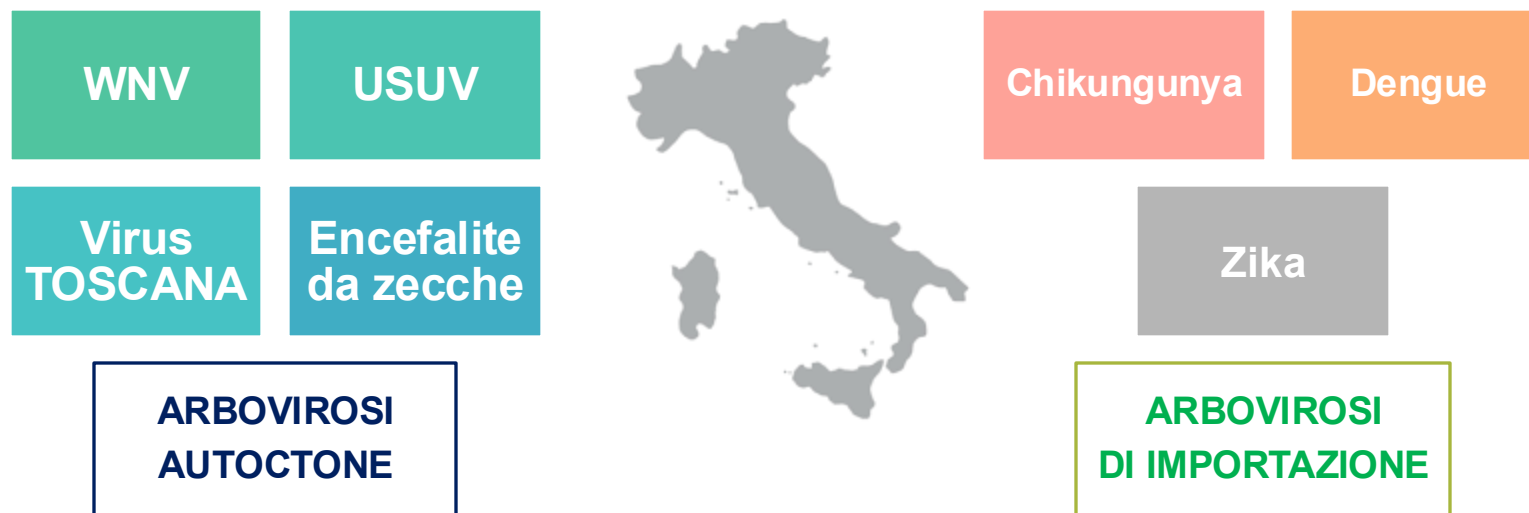 WNV
USUV
Virus
TOSCANA
Encefalite
da zecche
ARBOVIROSI
AUTOCTONE
Chikungunya
Dengue
Zika
ARBOVIROSI
DI IMPORTAZIONE